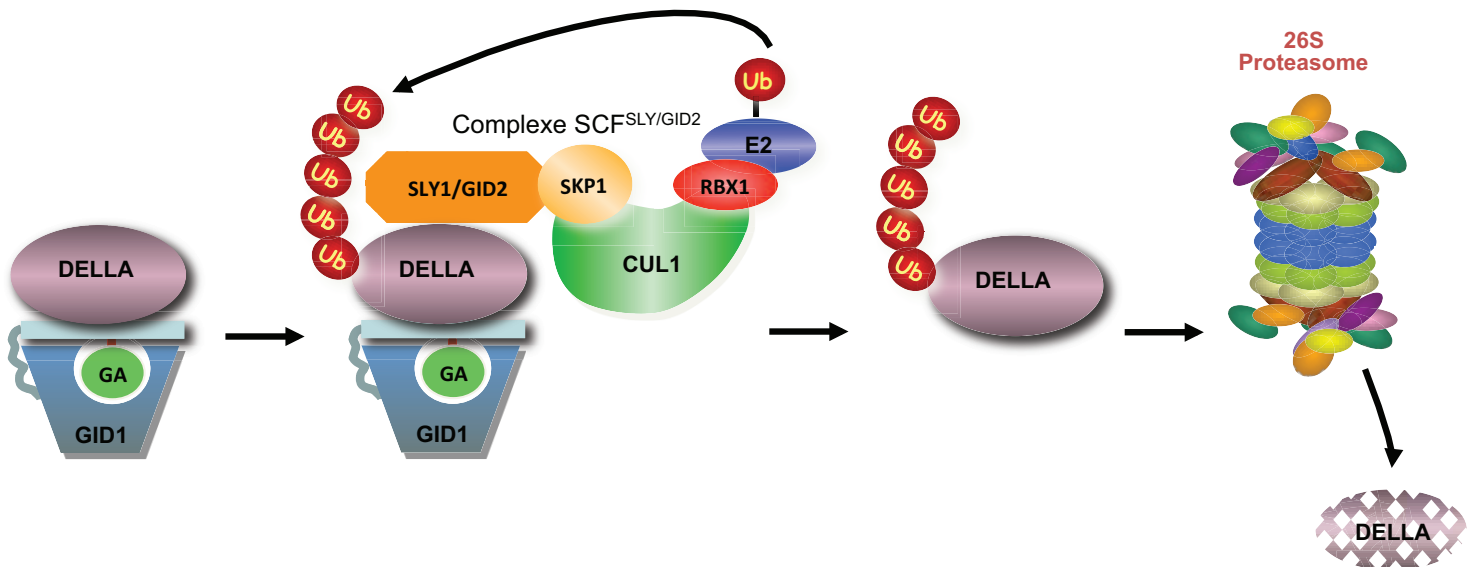 DELLA
GA
GID1
Complexe SCF^SLY/GID2
Ub
Ub
Ub
Ub
Ub
Ub
E2
SLY1/GID2
SKP1
RBX1
CUL1
DELLA
GA
GID1
Ub
Ub
Ub
Ub
Ub
DELLA
26S
Proteasome
DELLA